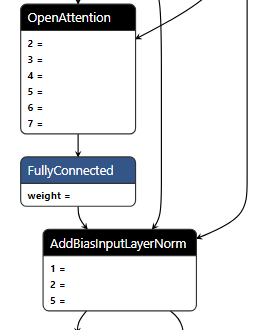 OpenAttention
2 =
3 =
4 =
5 =
6 =
7 =
FullyConnected
weight =
AddBiasInputLayerNorm
1 =
2 =
5 =